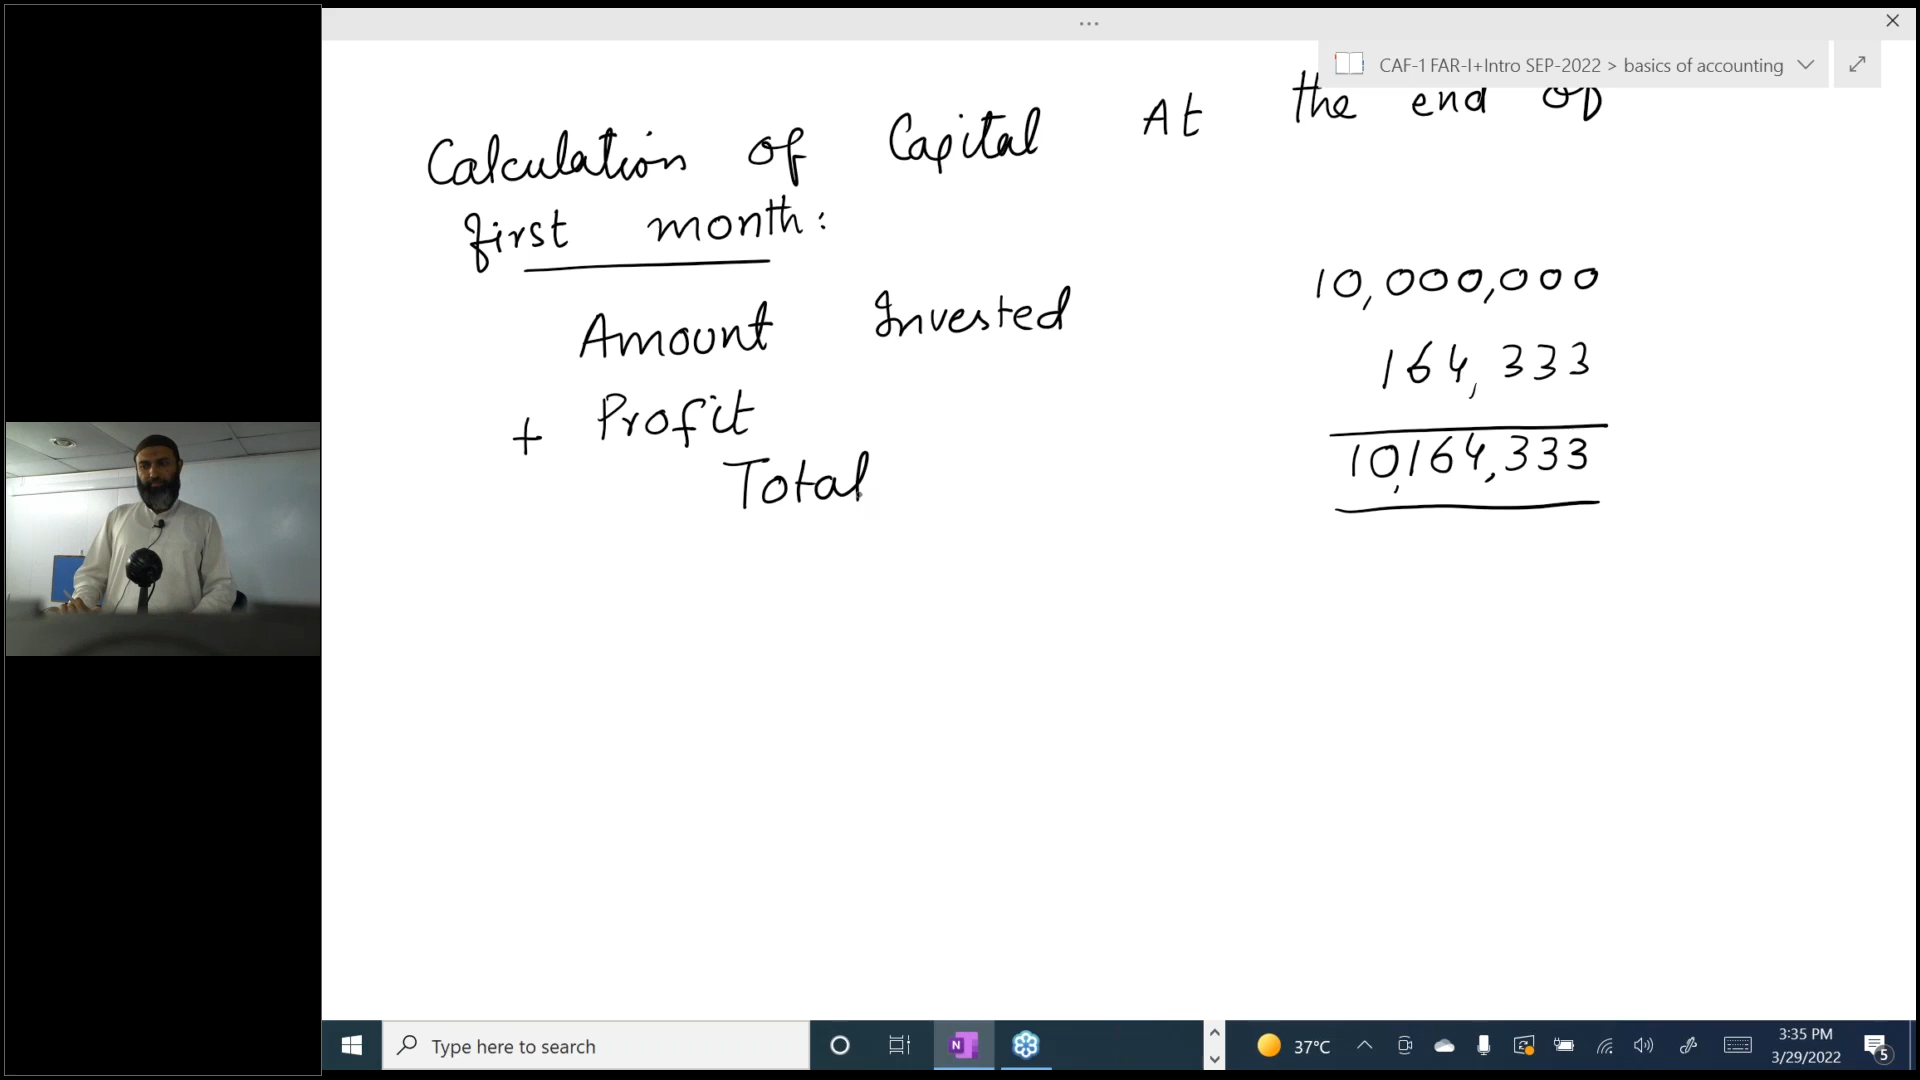 CAF-1 FAR-I+Intro SEP-2022 > basics of accounting
Calculation of Capital At the end of
first month:
Amount Invested 10,000,000
+ Profit 164,333
Total 10,164,333
Type here to search
N
37°C
3:35 PM
3/29/2022
5